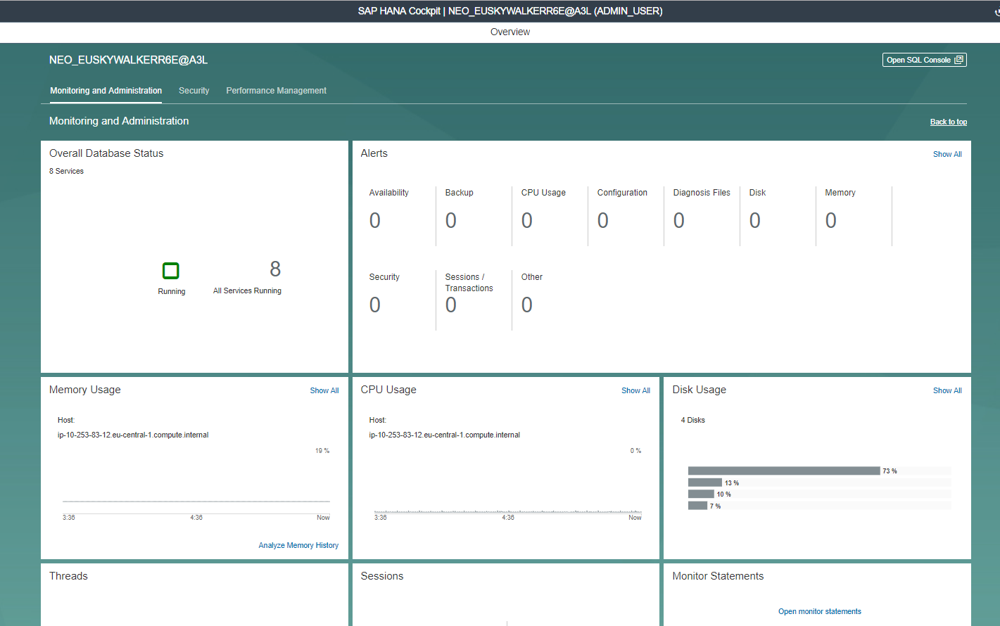 SAP HANA Cockpit | NEO_EUSKYWALKERR6E@A3L (ADMIN_USER)
Overview
NEO_EUSKYWALKERR6E@A3L
Open SQL Console
Monitoring and Administration Security Performance Management
Monitoring and Administration
Back to top
Overall Database Status
8 Services
Running
8
All Services Running
Alerts
Show All
Availability
0
Backup
0
CPU Usage
0
Configuration
0
Diagnosis Files
0
Disk
0
Memory
0
Security
0
Sessions /
Transactions
0
Other
0
Memory Usage
Show All
Host:
ip-10-253-83-12.eu-central-1.compute.internal
19 %
3:36 4:36 Now
Analyze Memory History
CPU Usage
Show All
Host:
ip-10-253-83-12.eu-central-1.compute.internal
0 %
3:36 4:36 Now
Disk Usage
Show All
4 Disks
73 %
13 %
10 %
7 %
Threads
Sessions
Monitor Statements
Open monitor statements